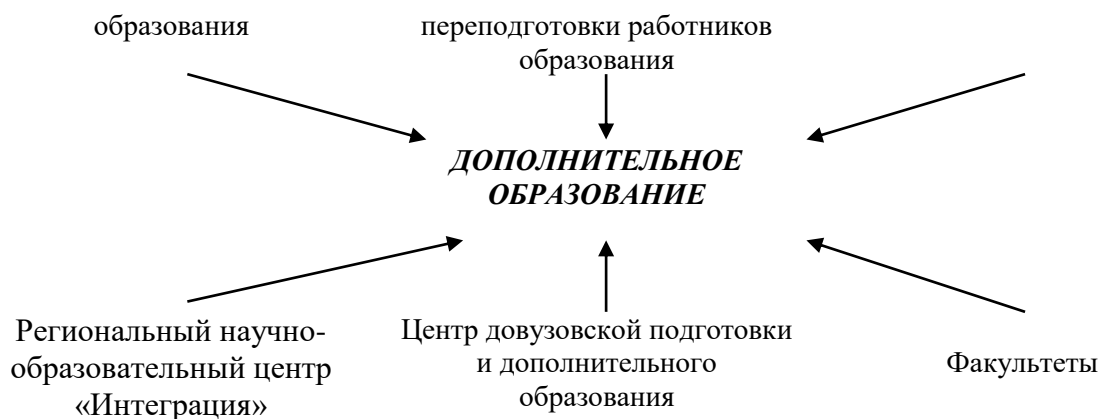 образования
переподготовки работников
образования
ДОПОЛНИТЕЛЬНОЕ
ОБРАЗОВАНИЕ
Региональный научно-
образовательный центр
«Интеграция»
Центр довузовской подготовки
и дополнительного
образования
Факультеты